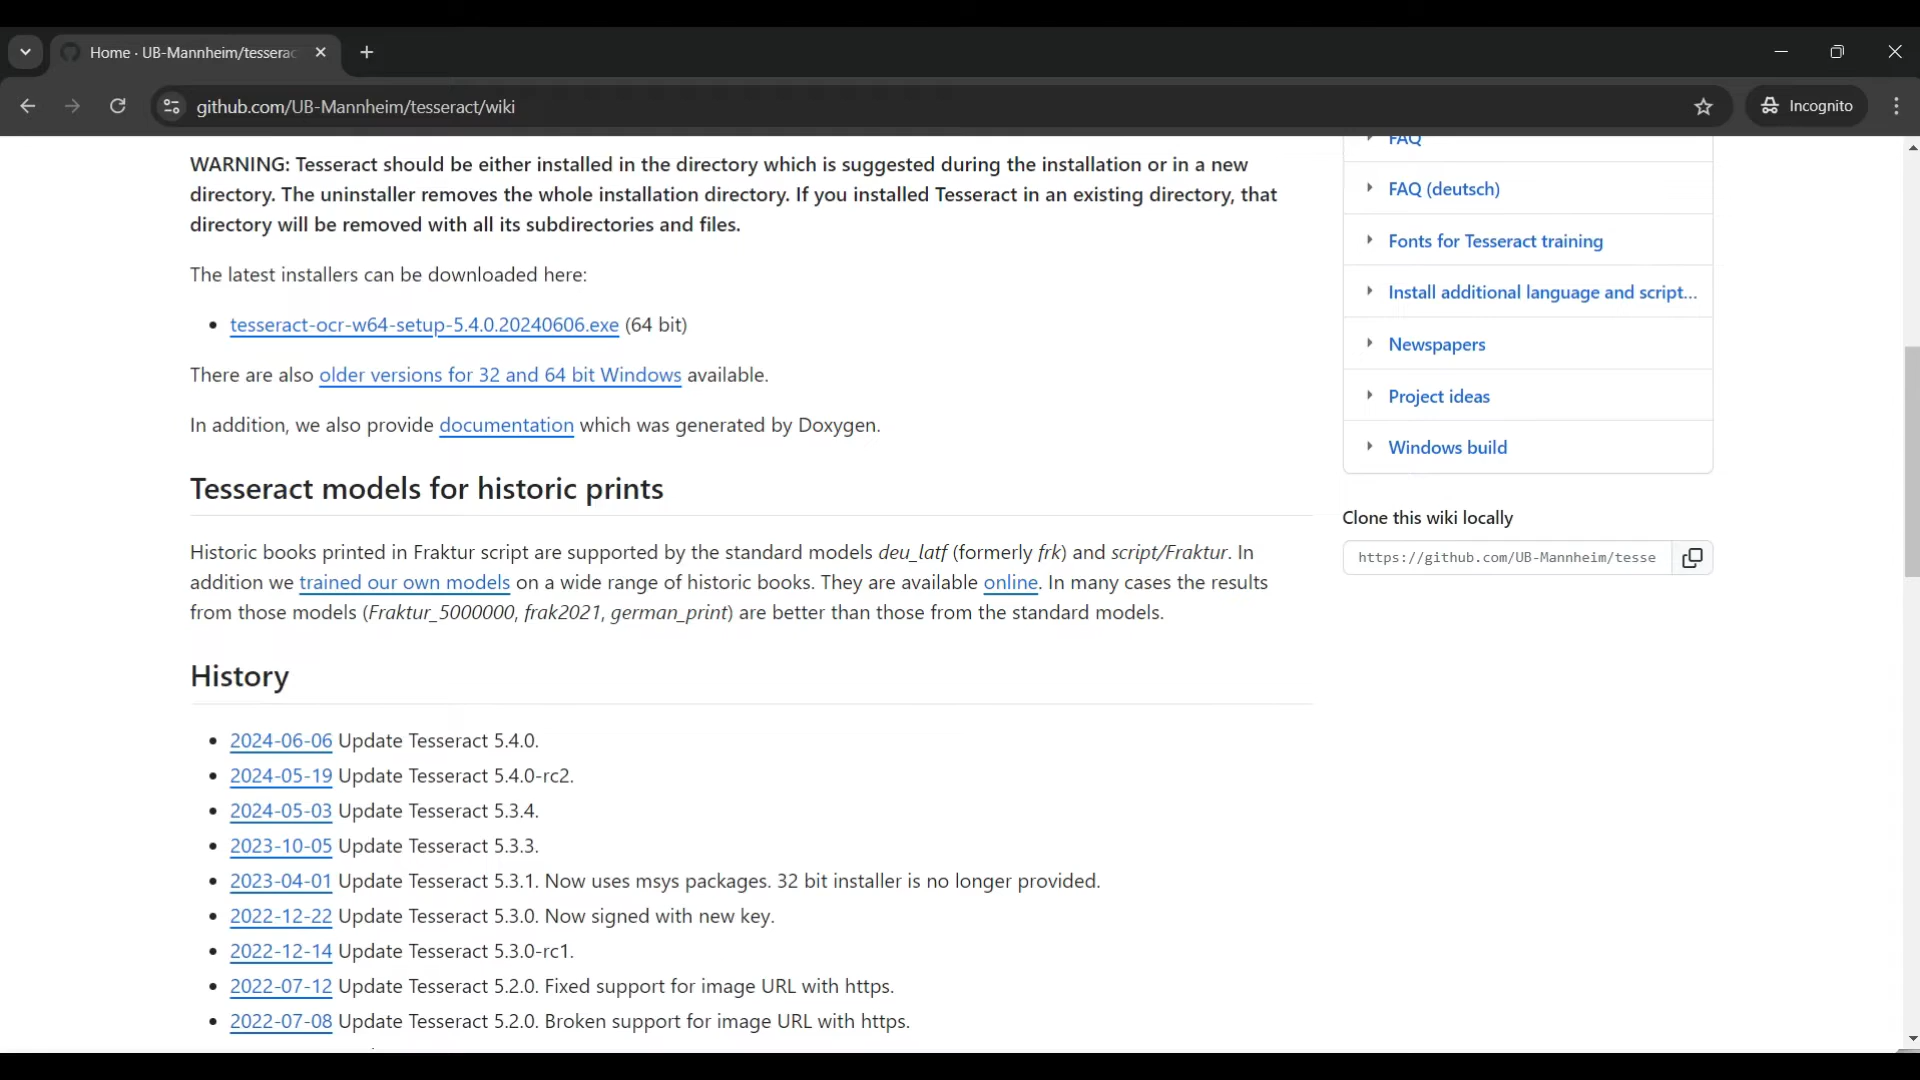 Home · UB-Mannheim/tesserac
github.com/UB-Mannheim/tesseract/wiki
Incognito
WARNING: Tesseract should be either installed in the directory which is suggested during the installation or in a new
directory. The uninstaller removes the whole installation directory. If you installed Tesseract in an existing directory, that
directory will be removed with all its subdirectories and files.
The latest installers can be downloaded here:
• tesseract-ocr-w64-setup-5.4.0.20240606.exe (64 bit)
There are also older versions for 32 and 64 bit Windows available.
In addition, we also provide documentation which was generated by Doxygen.
Tesseract models for historic prints
Historic books printed in Fraktur script are supported by the standard models deu_latf (formerly frk) and script/Fraktur. In
addition we trained our own models on a wide range of historic books. They are available online. In many cases the results
from those models (Fraktur_5000000, frak2021, german_print) are better than those from the standard models.
History
• 2024-06-06 Update Tesseract 5.4.0.
• 2024-05-19 Update Tesseract 5.4.0-rc2.
• 2024-05-03 Update Tesseract 5.3.4.
• 2023-10-05 Update Tesseract 5.3.3.
• 2023-04-01 Update Tesseract 5.3.1. Now uses msys packages. 32 bit installer is no longer provided.
• 2022-12-22 Update Tesseract 5.3.0. Now signed with new key.
• 2022-12-14 Update Tesseract 5.3.0-rc1.
• 2022-07-12 Update Tesseract 5.2.0. Fixed support for image URL with https.
• 2022-07-08 Update Tesseract 5.2.0. Broken support for image URL with https.
FAQ
FAQ (deutsch)
Fonts for Tesseract training
Install additional language and script...
Newspapers
Project ideas
Windows build
Clone this wiki locally
https://github.com/UB-Mannheim/tesse